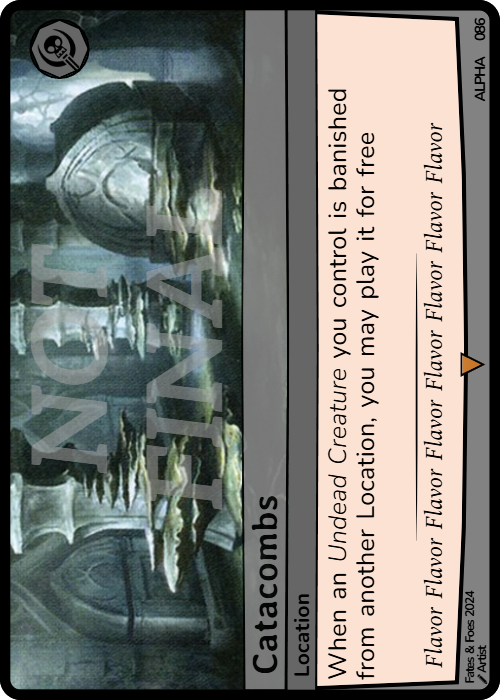 NOT
FINAL
Catacombs
Location
When an Undead Creature you control is banished
from another Location, you may play it for free
Flavor Flavor Flavor Flavor Flavor Flavor Flavor Flavor
Fates & Foes 2024
Artist
ALPHA 086